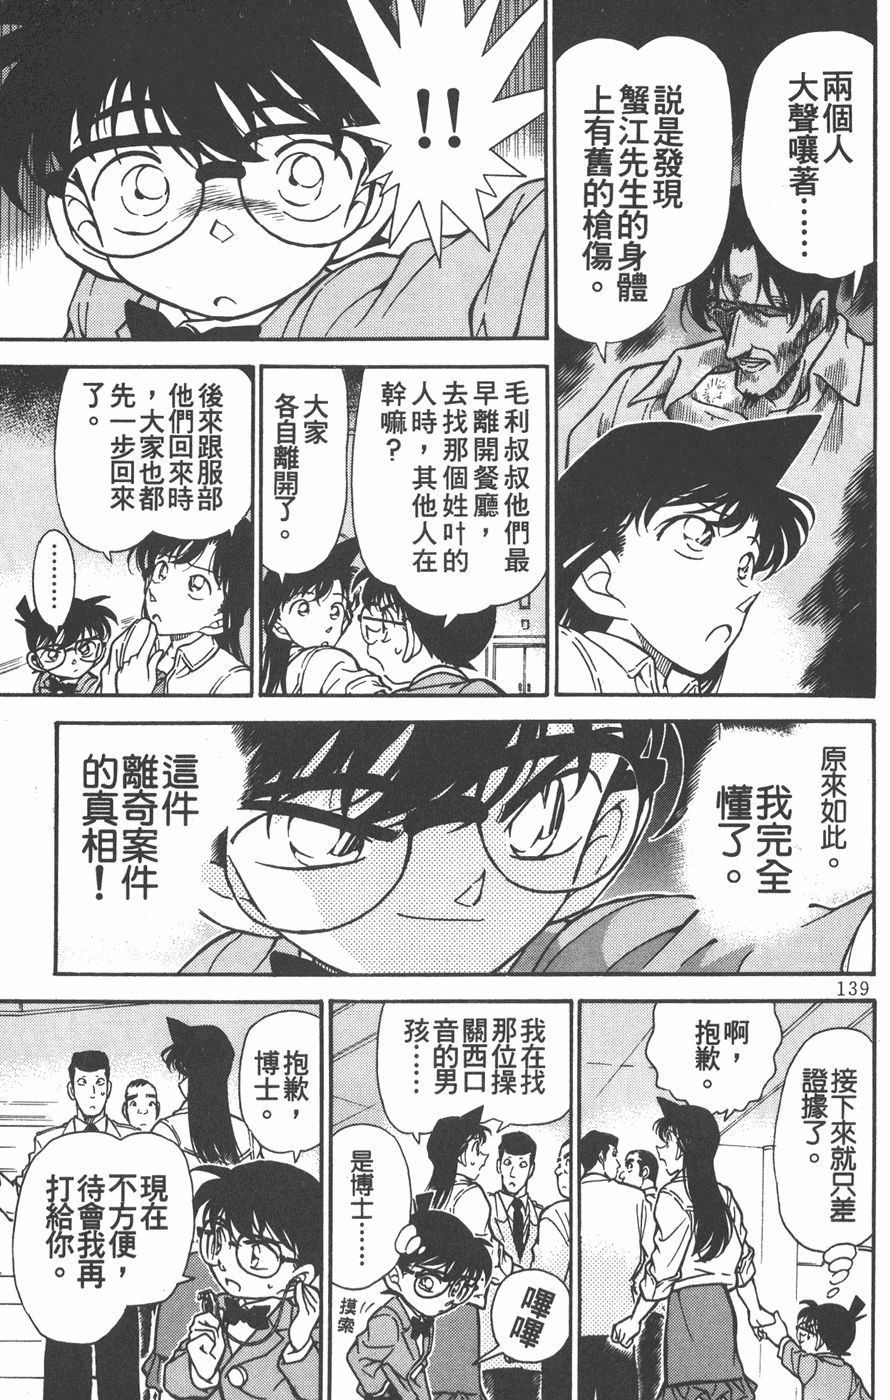 兩個人
大聲嚷著……
說是發現
蟹江先生的身體
上有舊的槍傷。
!!
毛利叔叔他們最
早離開餐廳，
去找那個姓叶的
人時，其他人在
幹嘛？
大家
各自離開了。
後來跟服部
他們回來時
，大家也都
先一步回來
了。
……
原來如此。
我完全
懂了。
這件
離奇案件
的真相！
139
接下來就只差
證據了。
啊，
抱歉。
我在找
那位操
關西口
音的男
孩……
嗶嗶
是博士……
摸索
抱歉，
博士。
現在
不方便，
待會我再
打給你。